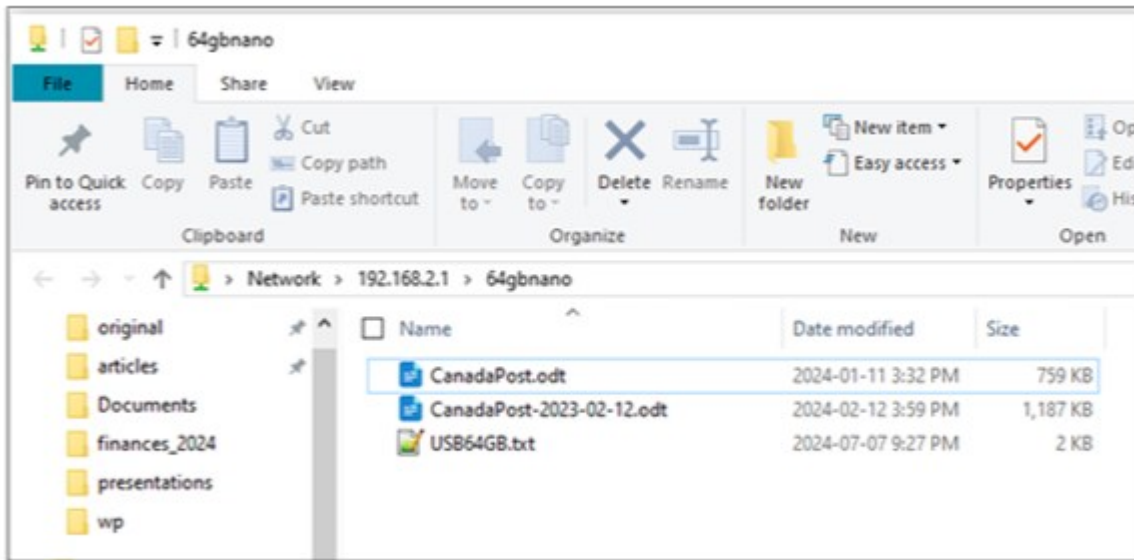 64gbnano
File Home Share View
Pin to Quick access
Copy
Paste
Cut
Copy path
Paste shortcut
Clipboard
Move to
Copy to
Delete
Rename
Organize
New folder
New item
Easy access
New
Properties
Op
Ed
His
Open
Network > 192.168.2.1 > 64gbnano
original
articles
Documents
finances_2024
presentations
wp
Name Date modified Size
CanadaPost.odt 2024-01-11 3:32 PM 759 KB
CanadaPost-2023-02-12.odt 2024-02-12 3:59 PM 1,187 KB
USB64GB.txt 2024-07-07 9:27 PM 2 KB